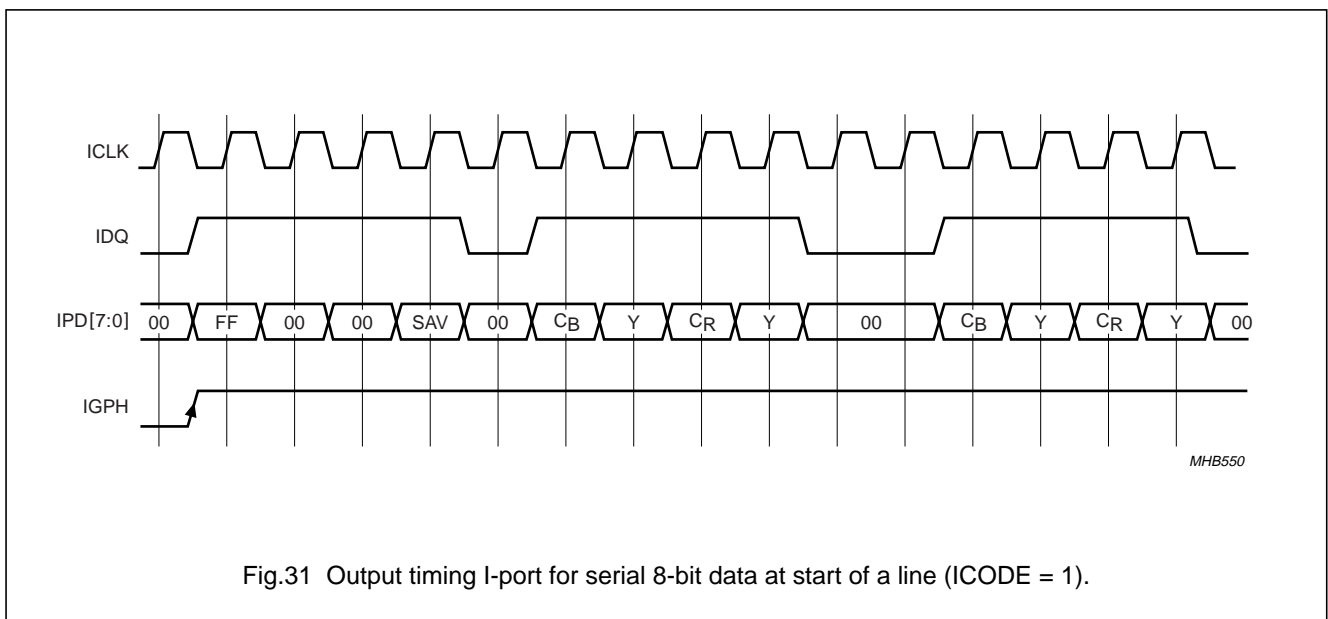 ICLK
IDQ
IPD[7:0] 00 FF 00 00 SAV 00 CB Y CR Y 00 CB Y CR Y 00
IGPH
MHB550
Fig.31 Output timing I-port for serial 8-bit data at start of a line (ICODE = 1).